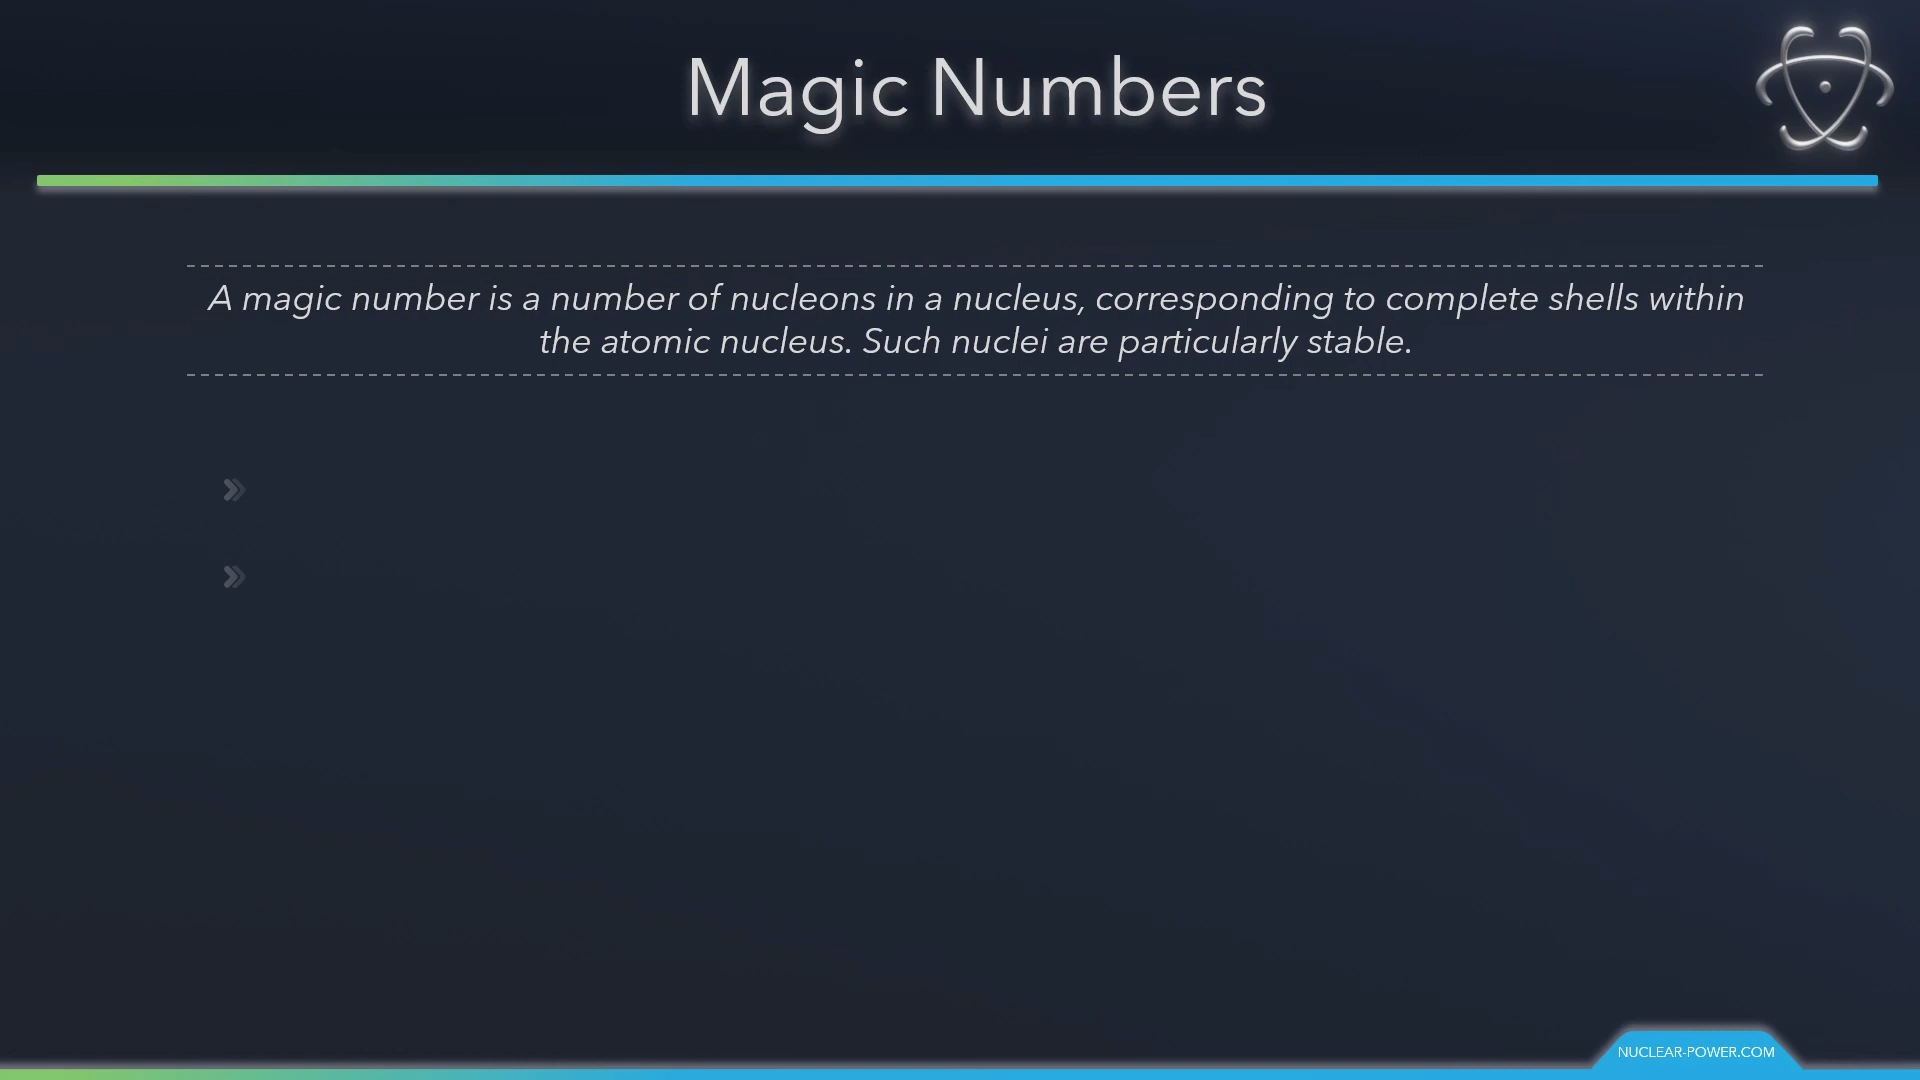 Magic Numbers
A magic number is a number of nucleons in a nucleus, corresponding to complete shells within
the atomic nucleus. Such nuclei are particularly stable.
NUCLEAR-POWER.COM